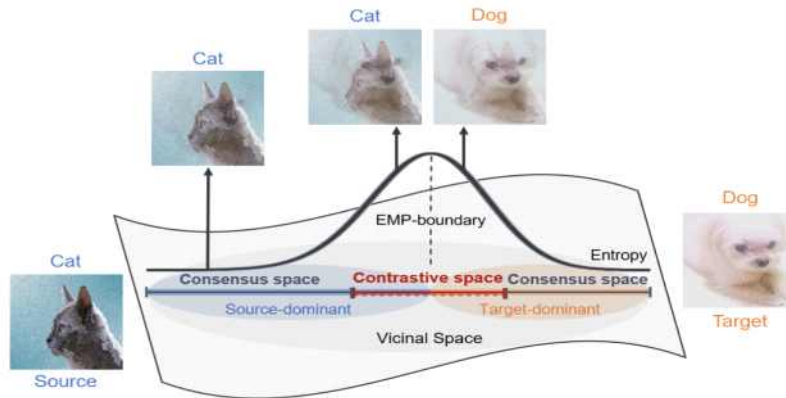 Cat
Dog
Cat
EMP-boundary
Dog
Entropy
Cat
Consensus space
Contrastive space
Consensus space
Source-dominant
Target-dominant
Vicinal Space
Target
Source